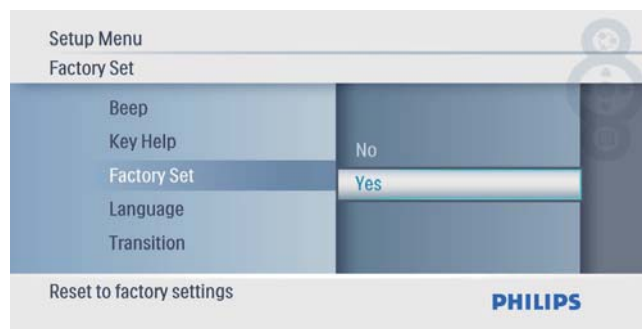 Setup Menu
Factory Set
Beep
Key Help
Factory Set
Language
Transition
No
Yes
Reset to factory settings
PHILIPS